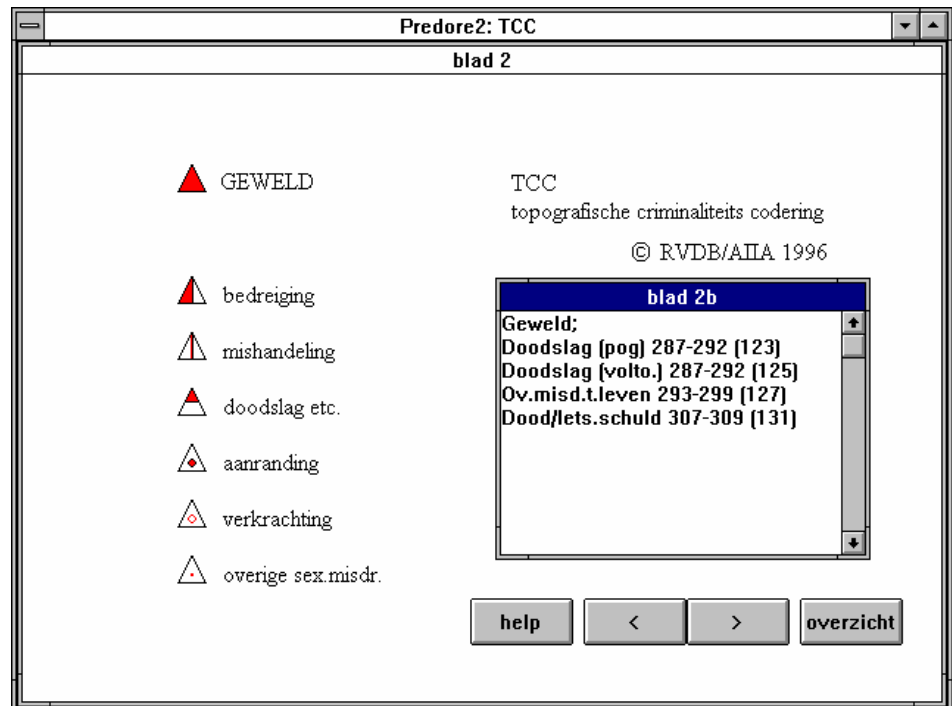 Predore2: TCC
blad 2
GEWELD
TCC
topografische criminaliteits codering
© RVDB/AIIA 1996
bedreiging
mishandeling
doodslag etc.
aanranding
verkrachting
overige sex.misdr.
blad 2b
Geweld;
Doodslag (pog) 287-292 (123)
Doodslag (volto.) 287-292 (125)
Ov.misd.t.leven 293-299 (127)
Dood/lets.schuld 307-309 (131)
help
<
>
overzicht